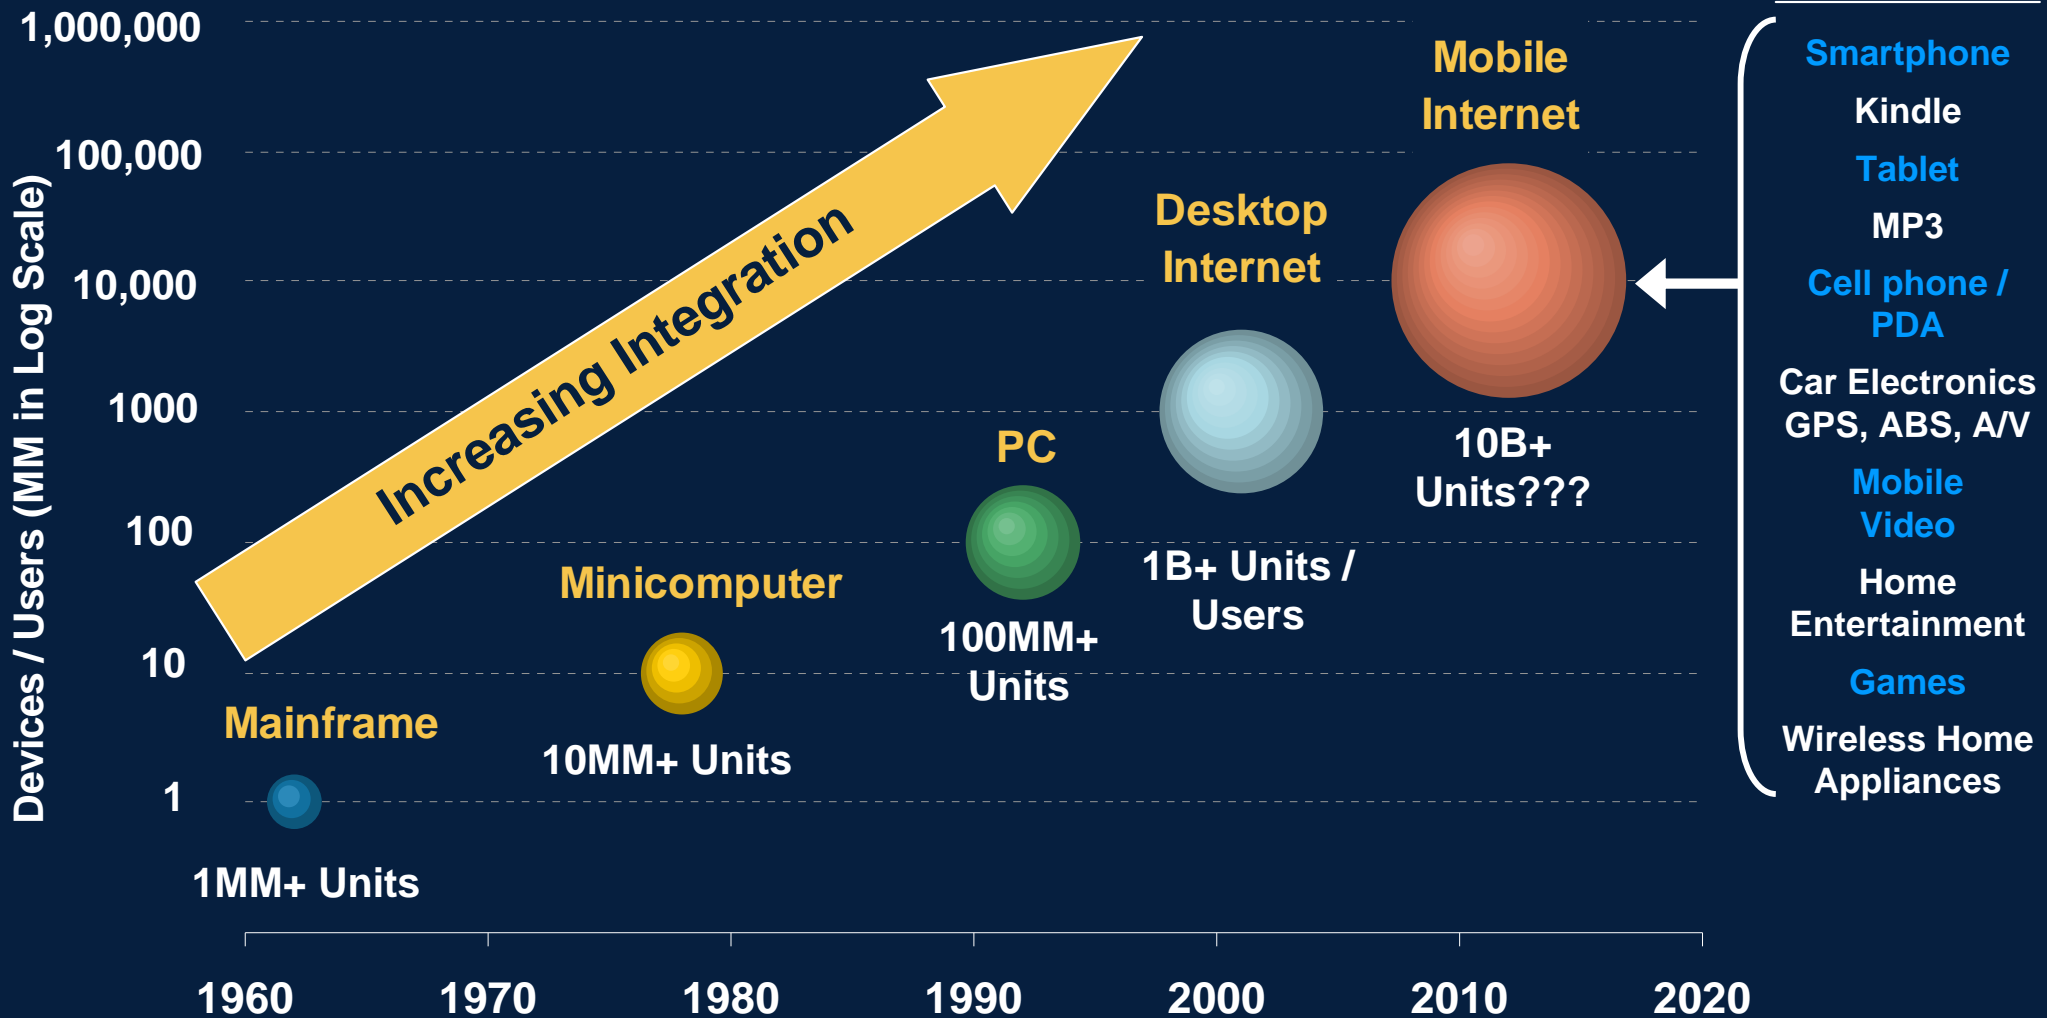 Devices / Users (MM in Log Scale)
1,000,000
100,000
10,000
1000
100
10
1
Increasing Integration
Mainframe
1MM+ Units
Minicomputer
10MM+ Units
PC
100MM+
Units
Desktop
Internet
1B+ Units /
Users
Mobile
Internet
10B+
Units???
Smartphone
Kindle
Tablet
MP3
Cell phone /
PDA
Car Electronics
GPS, ABS, A/V
Mobile
Video
Home
Entertainment
Games
Wireless Home
Appliances
1960
1970
1980
1990
2000
2010
2020